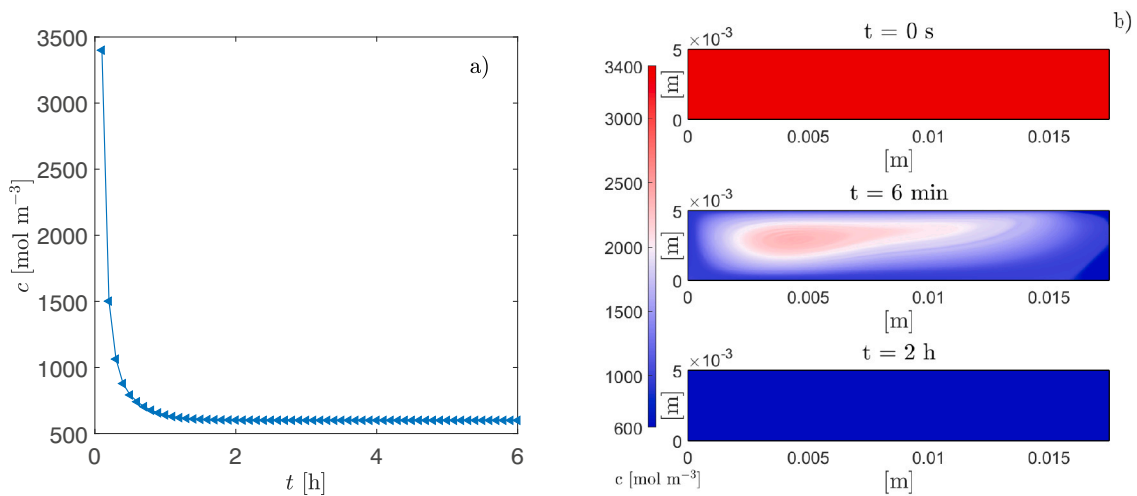 a)
3500
3000
2500
2000
1500
1000
500
0
2
4
6
c [mol m⁻³]
t [h]
b)
3400
3000
2500
2000
1500
1000
600
c [mol m⁻³]
t = 0 s
×10⁻³
5
0
[m]
0 0.005 0.01 0.015
[m]
t = 6 min
×10⁻³
5
0
[m]
0 0.005 0.01 0.015
[m]
t = 2 h
×10⁻³
5
0
[m]
0 0.005 0.01 0.015
[m]